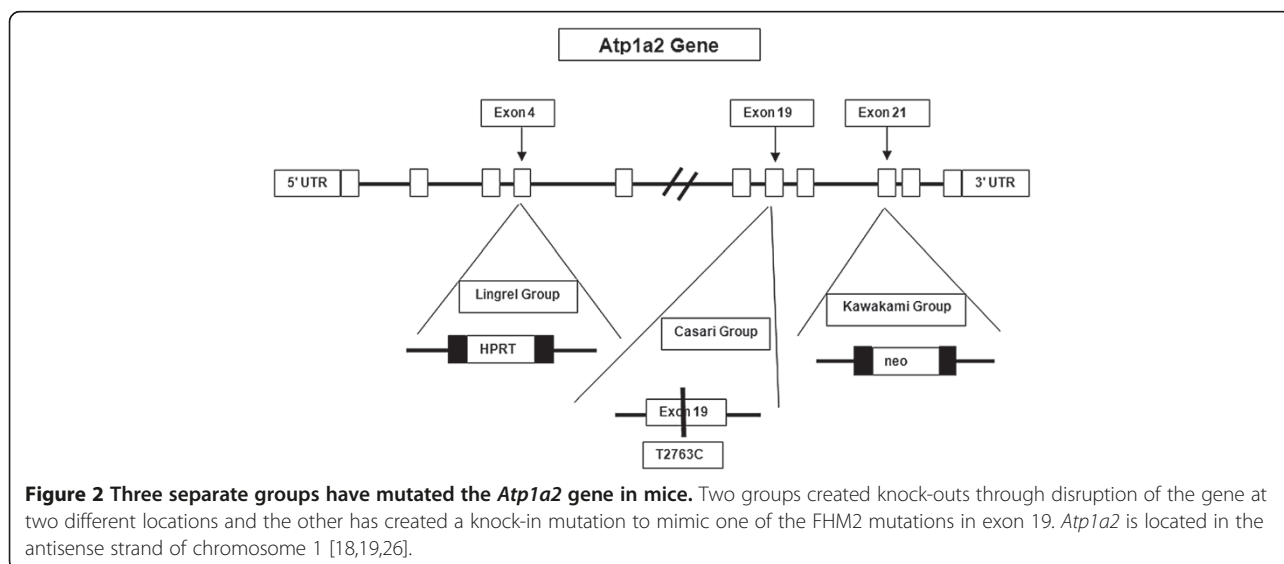 Atp1a2 Gene
Exon 4
Exon 19
Exon 21
5' UTR
3' UTR
Lingrel Group
HPRT
Casari Group
Exon 19
T2763C
Kawakami Group
neo
Figure 2 Three separate groups have mutated the Atp1a2 gene in mice. Two groups created knock-outs through disruption of the gene at
two different locations and the other has created a knock-in mutation to mimic one of the FHM2 mutations in exon 19. Atp1a2 is located in the
antisense strand of chromosome 1 [18,19,26].